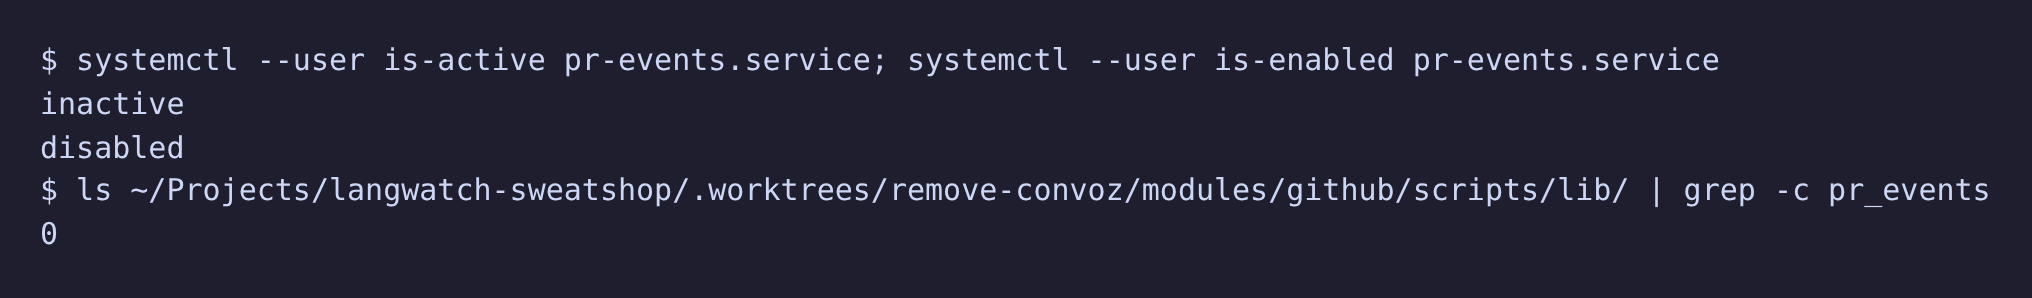 $ systemctl --user is-active pr-events.service; systemctl --user is-enabled pr-events.service
inactive
disabled
$ ls ~/Projects/langwatch-sweatshop/.worktrees/remove-convoz/modules/github/scripts/lib/ | grep -c pr_events
0